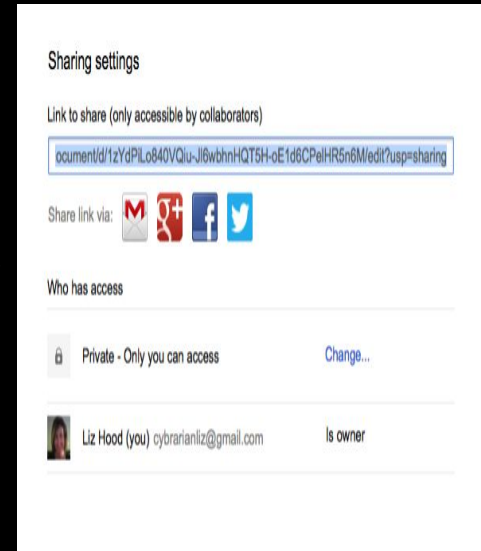 Sharing settings
Link to share (only accessible by collaborators)
ocument/d/1zYdPlLo840VQiu-Jl6wbhnHQT5H-oE1d6CPelHR5n6M/edit?usp=sharing
Share link via: M g+ f
Who has access
Private - Only you can access Change...
Liz Hood (you) cybrarianliz@gmail.com Is owner